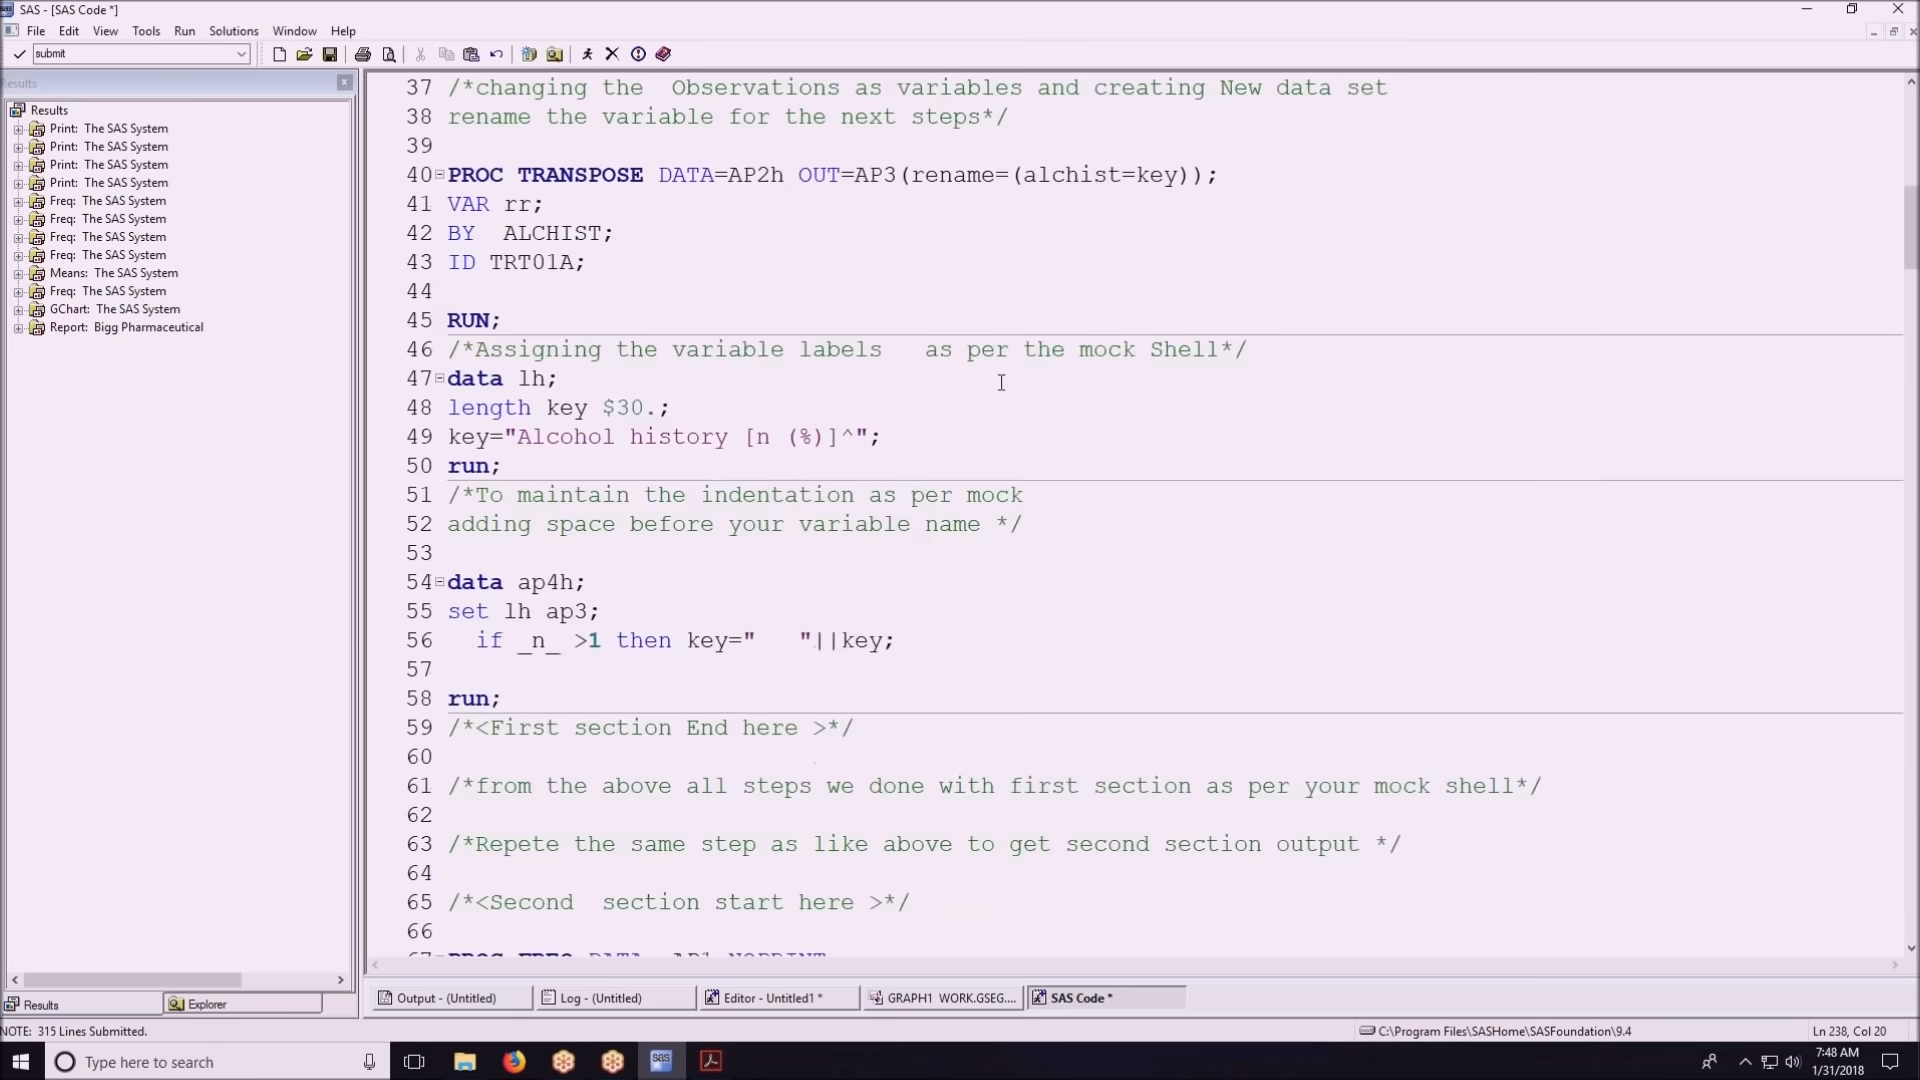 SAS - [SAS Code *]
File Edit View Tools Run Solutions Window Help
submit
Results
Results
Print: The SAS System
Print: The SAS System
Print: The SAS System
Print: The SAS System
Freq: The SAS System
Freq: The SAS System
Freq: The SAS System
Freq: The SAS System
Means: The SAS System
Freq: The SAS System
GChart: The SAS System
Report: Bigg Pharmaceutical
37 /*changing the  Observations as variables and creating New data set
38 rename the variable for the next steps*/
39
40 PROC TRANSPOSE DATA=AP2h OUT=AP3(rename=(alchist=key));
41 VAR rr;
42 BY  ALCHIST;
43 ID TRT01A;
44
45 RUN;
46 /*Assigning the variable labels   as per the mock Shell*/
47 data lh;
48 length key $30.;
49 key="Alcohol history [n (%)]^";
50 run;
51 /*To maintain the indentation as per mock
52 adding space before your variable name */
53
54 data ap4h;
55 set lh ap3;
56   if _n_ >1 then key="   "||key;
57
58 run;
59 /*<First section End here >*/
60
61 /*from the above all steps we done with first section as per your mock shell*/
62
63 /*Repete the same step as like above to get second section output */
64
65 /*<Second  section start here >*/
66
Results Explorer
Output - (Untitled) Log - (Untitled) Editor - Untitled1 * GRAPH1 WORK.GSEG.... SAS Code *
NOTE: 315 Lines Submitted.
C:\Program Files\SASHome\SASFoundation\9.4
Ln 238, Col 20
Type here to search
sas
7:48 AM
1/31/2018